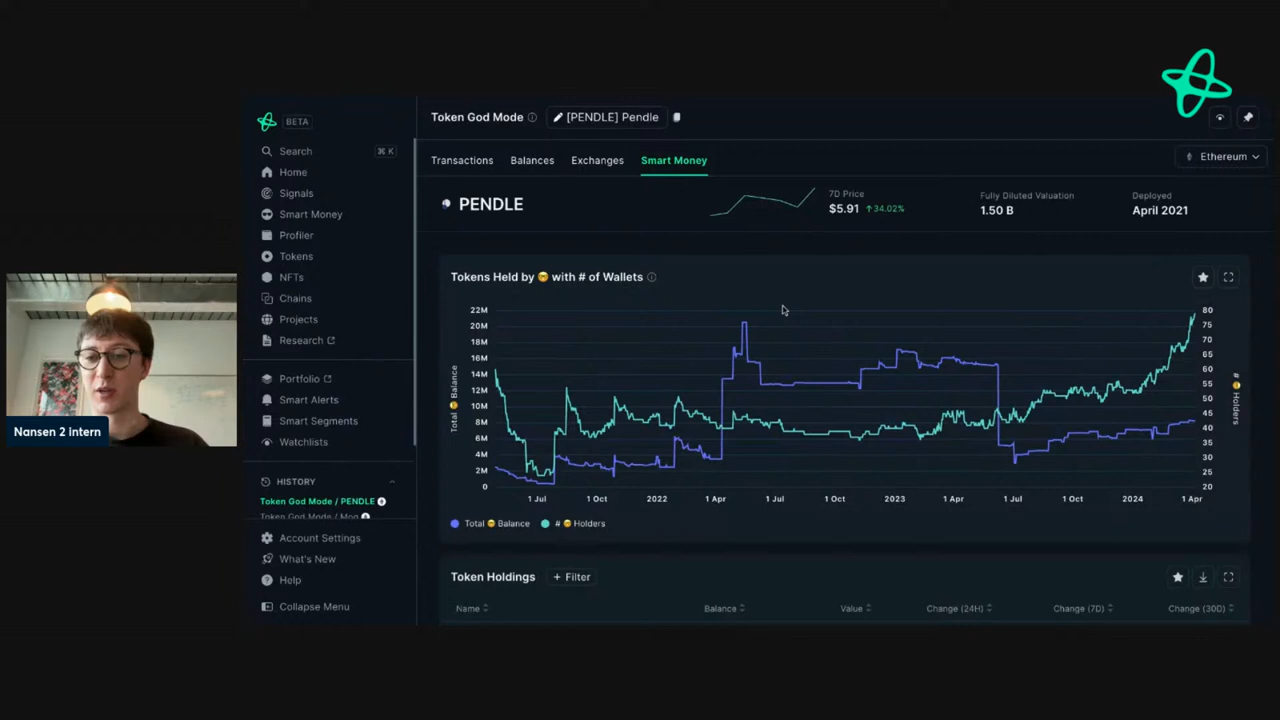 Token God Mode
[PENDLE] Pendle
BETA
Search
⌘ K
Home
Signals
Smart Money
Profiler
Tokens
NFTs
Chains
Projects
Research
Portfolio
Smart Alerts
Smart Segments
Watchlists
HISTORY
Token God Mode / PENDLE
Token God Mode / Mog
Account Settings
What's New
Help
Collapse Menu
Transactions Balances Exchanges Smart Money
Ethereum
PENDLE
7D Price
$5.91 ↑34.02%
Fully Diluted Valuation
1.50 B
Deployed
April 2021
Tokens Held by 🤓 with # of Wallets
22M
20M
18M
16M
14M
12M
10M
8M
6M
4M
2M
0
Total 🤓 Balance
80
75
70
65
60
55
50
45
40
35
30
25
20
# 🤓 Holders
1 Jul 1 Oct 2022 1 Apr 1 Jul 1 Oct 2023 1 Apr 1 Jul 1 Oct 2024 1 Apr
Total 🤓 Balance # 🤓 Holders
Token Holdings + Filter
Name Balance Value Change (24H) Change (7D) Change (30D)
Nansen 2 intern